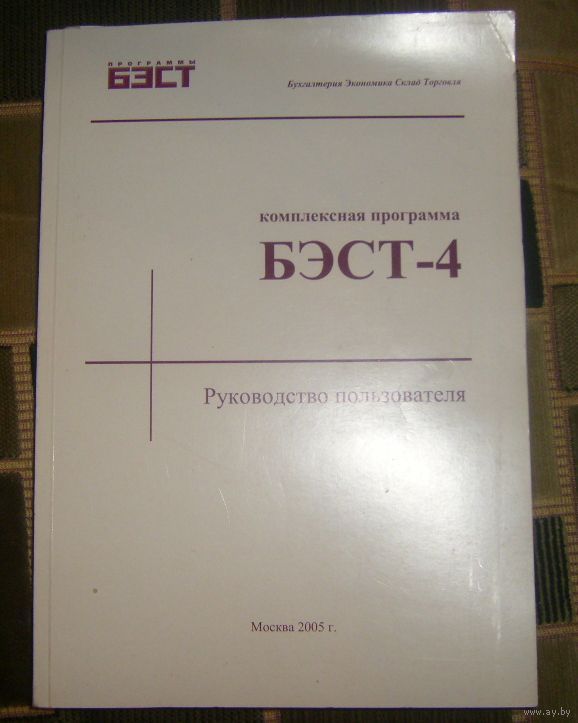 ПРОГРАММЫ
БЭСТ
Бухгалтерия Экономика Склад Торговля
комплексная программа
БЭСТ-4
Руководство пользователя
Москва 2005 г.
www.ay.by